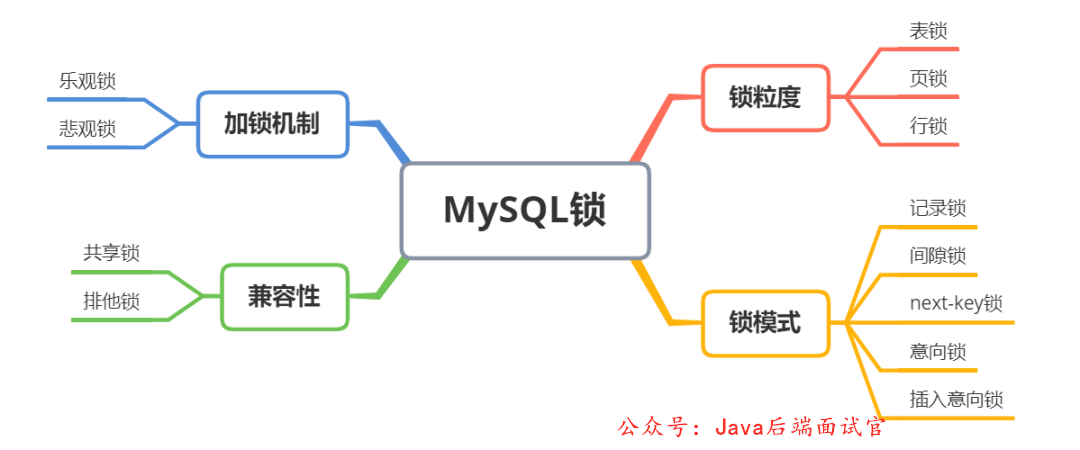 MySQL锁
加锁机制
乐观锁
悲观锁
兼容性
共享锁
排他锁
锁粒度
表锁
页锁
行锁
锁模式
记录锁
间隙锁
next-key锁
意向锁
插入意向锁
公众号：Java后端面试官